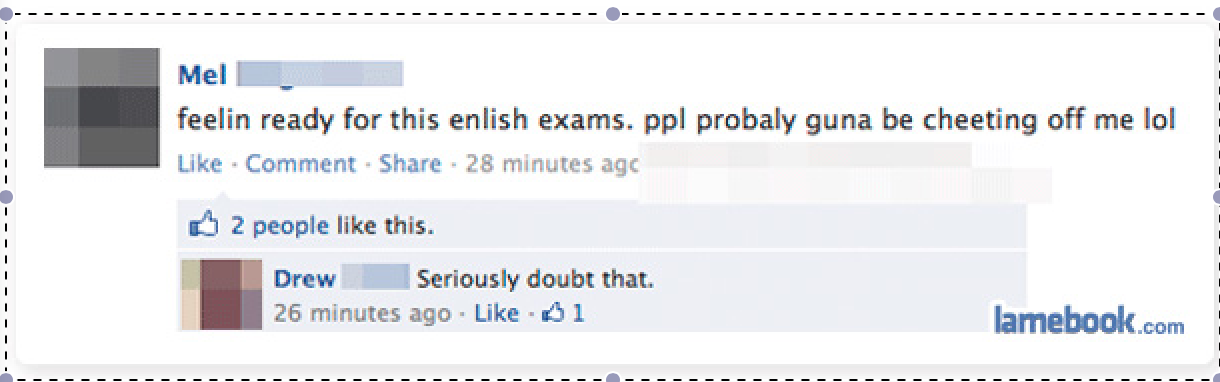 Mel
feelin ready for this enlish exams. ppl probaly guna be cheeting off me lol
Like · Comment · Share · 28 minutes ago
2 people like this.
Drew Seriously doubt that.
26 minutes ago · Like · 1
lamebook.com